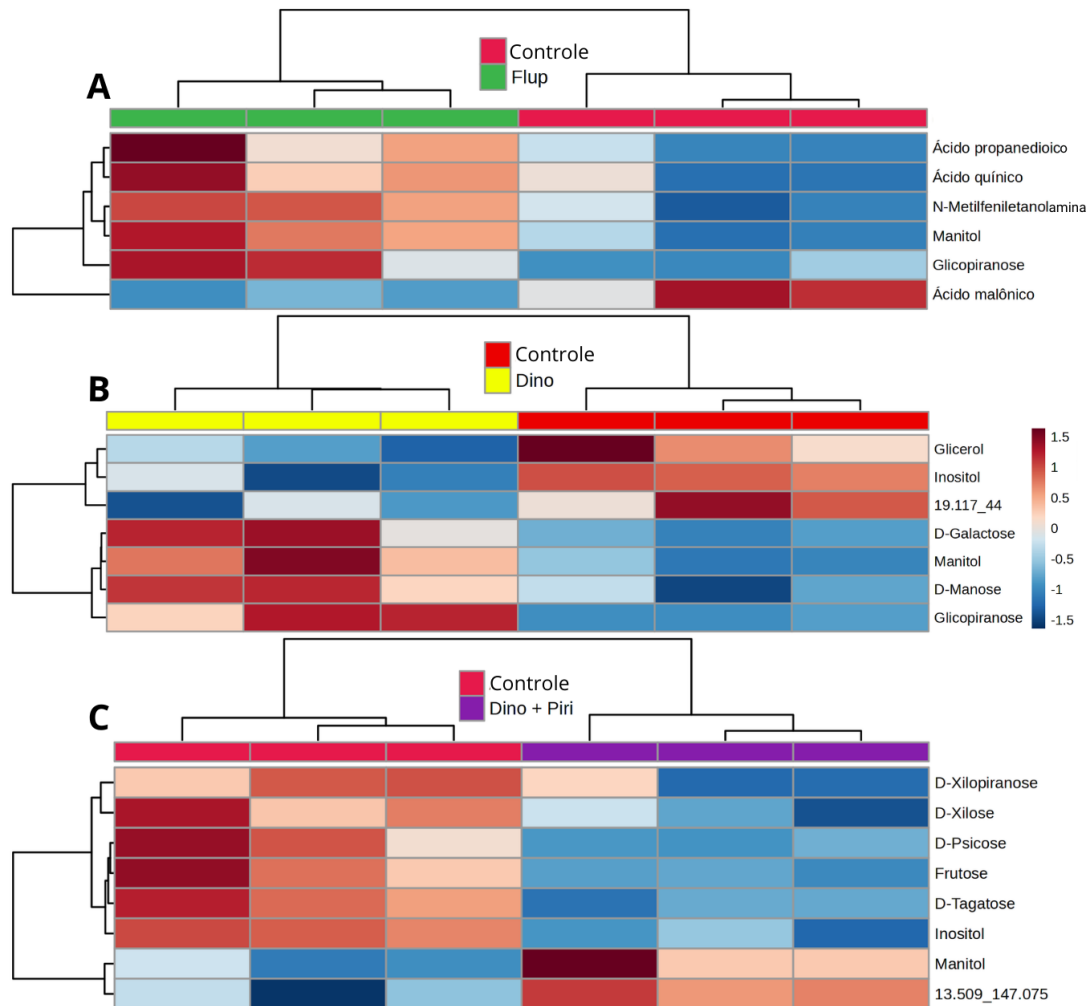 A
Controle
Flup
Ácido propanedioico
Ácido quínico
N-Metilfeniletanolamina
Manitol
Glicopiranose
Ácido malônico
B
Controle
Dino
Glicerol
Inositol
19.117_44
D-Galactose
Manitol
D-Manose
Glicopiranose
1.5
1
0.5
0
-0.5
-1
-1.5
C
Controle
Dino + Piri
D-Xilopiranose
D-Xilose
D-Psicose
Frutose
D-Tagatose
Inositol
Manitol
13.509_147.075